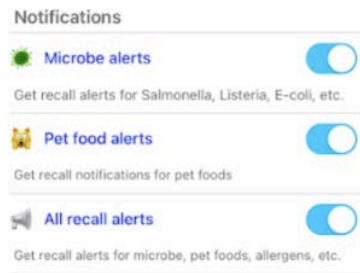 Notifications
Microbe alerts
Get recall alerts for Salmonella, Listeria, E-coli, etc.
Pet food alerts
Get recall notifications for pet foods
All recall alerts
Get recall alerts for microbe, pet foods, allergens, etc.